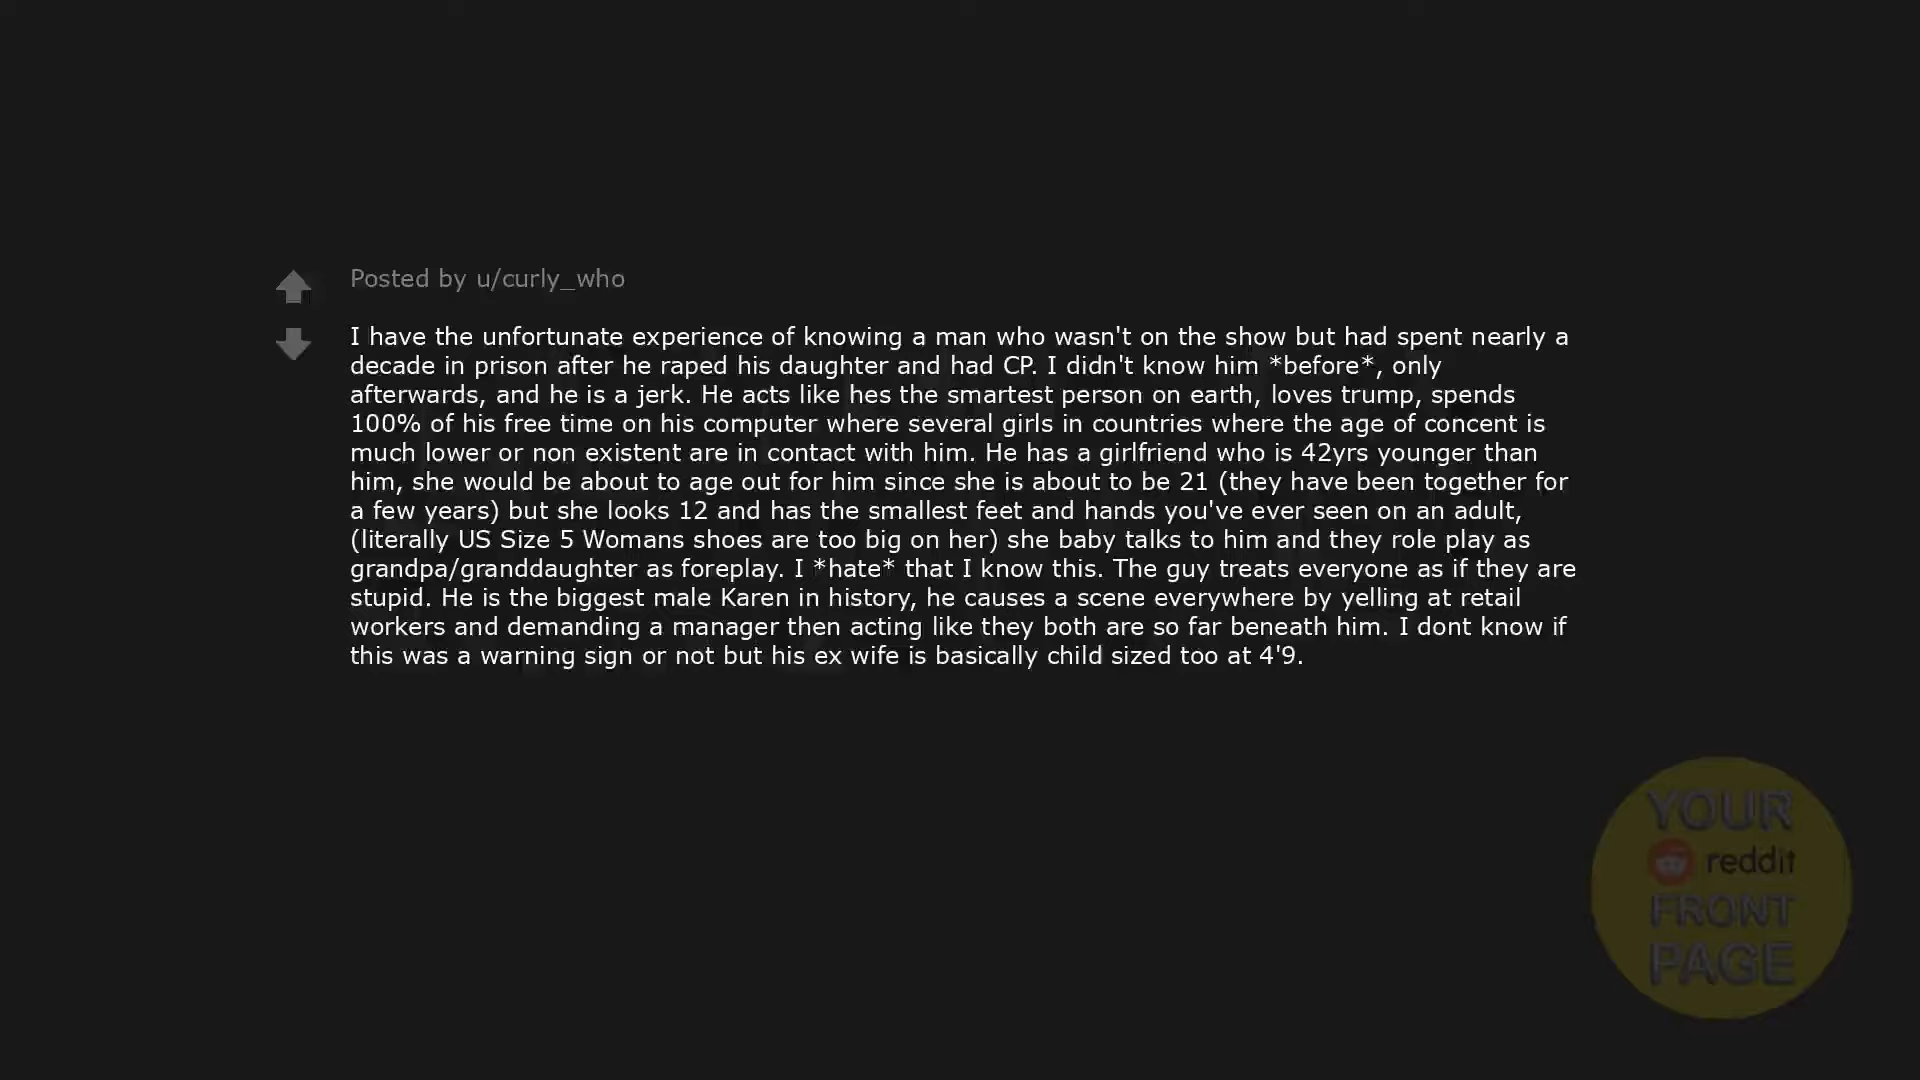 Posted by u/curly_who
I have the unfortunate experience of knowing a man who wasn't on the show but had spent nearly a
decade in prison after he raped his daughter and had CP. I didn't know him *before*, only
afterwards, and he is a jerk. He acts like hes the smartest person on earth, loves trump, spends
100% of his free time on his computer where several girls in countries where the age of concent is
much lower or non existent are in contact with him. He has a girlfriend who is 42yrs younger than
him, she would be about to age out for him since she is about to be 21 (they have been together for
a few years) but she looks 12 and has the smallest feet and hands you've ever seen on an adult,
(literally US Size 5 Womans shoes are too big on her) she baby talks to him and they role play as
grandpa/granddaughter as foreplay. I *hate* that I know this. The guy treats everyone as if they are
stupid. He is the biggest male Karen in history, he causes a scene everywhere by yelling at retail
workers and demanding a manager then acting like they both are so far beneath him. I dont know if
this was a warning sign or not but his ex wife is basically child sized too at 4'9.
YOUR
reddit
FRONT
PAGE